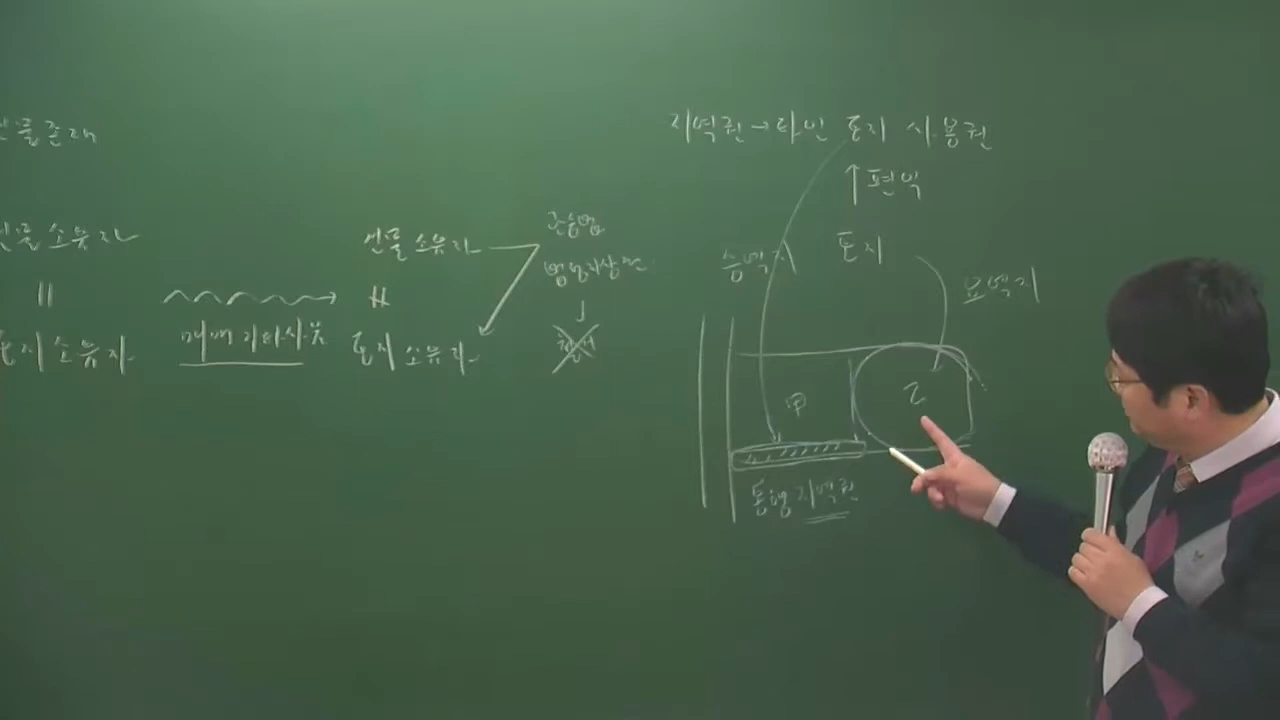 물존재
물소유자
||
토지소유자
매매 기타사유
건물소유자
#
토지소유자
관습법
법정지상권
↓
지역권→타인 토지 사용권
↑편익
토지
승역지
요역지
甲
乙
통행지역권